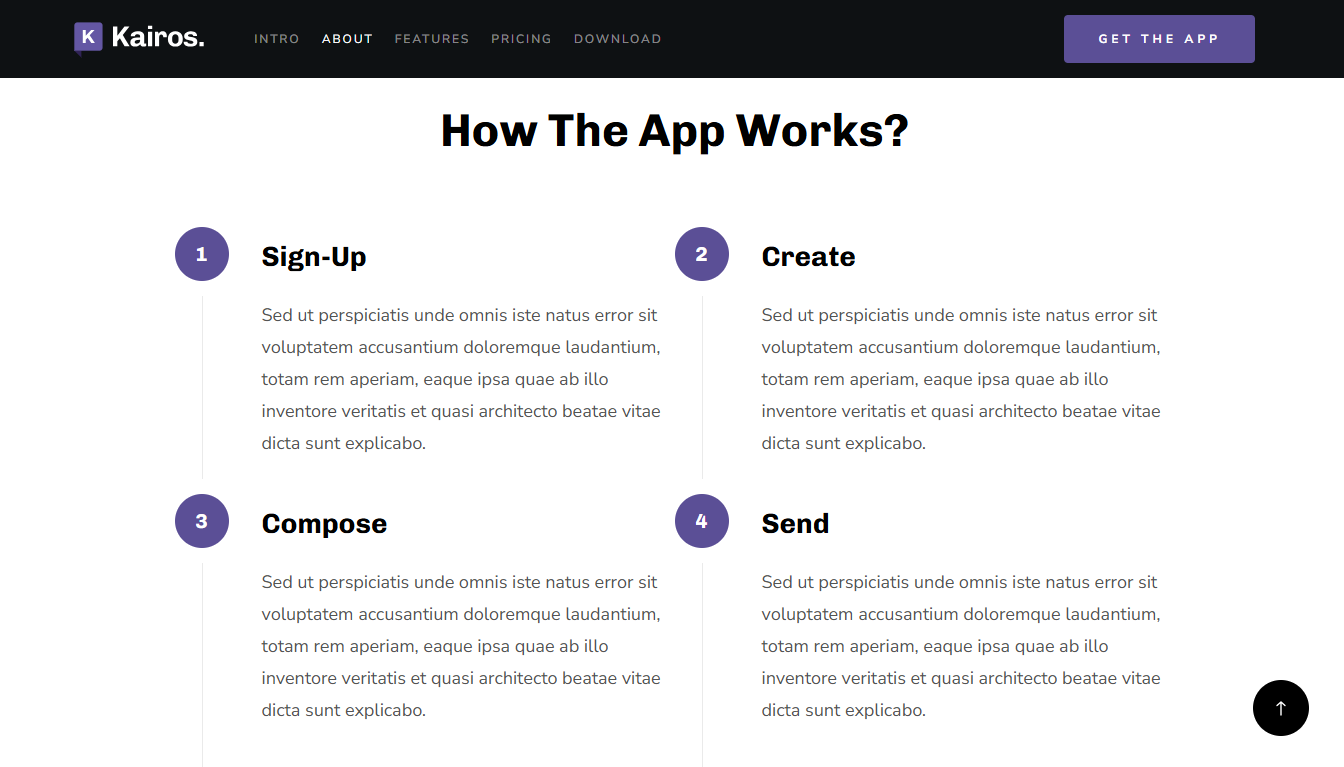 K Kairos.
INTRO ABOUT FEATURES PRICING DOWNLOAD
GET THE APP
How The App Works?
1
Sign-Up
Sed ut perspiciatis unde omnis iste natus error sit
voluptatem accusantium doloremque laudantium,
totam rem aperiam, eaque ipsa quae ab illo
inventore veritatis et quasi architecto beatae vitae
dicta sunt explicabo.
2
Create
Sed ut perspiciatis unde omnis iste natus error sit
voluptatem accusantium doloremque laudantium,
totam rem aperiam, eaque ipsa quae ab illo
inventore veritatis et quasi architecto beatae vitae
dicta sunt explicabo.
3
Compose
Sed ut perspiciatis unde omnis iste natus error sit
voluptatem accusantium doloremque laudantium,
totam rem aperiam, eaque ipsa quae ab illo
inventore veritatis et quasi architecto beatae vitae
dicta sunt explicabo.
4
Send
Sed ut perspiciatis unde omnis iste natus error sit
voluptatem accusantium doloremque laudantium,
totam rem aperiam, eaque ipsa quae ab illo
inventore veritatis et quasi architecto beatae vitae
dicta sunt explicabo.